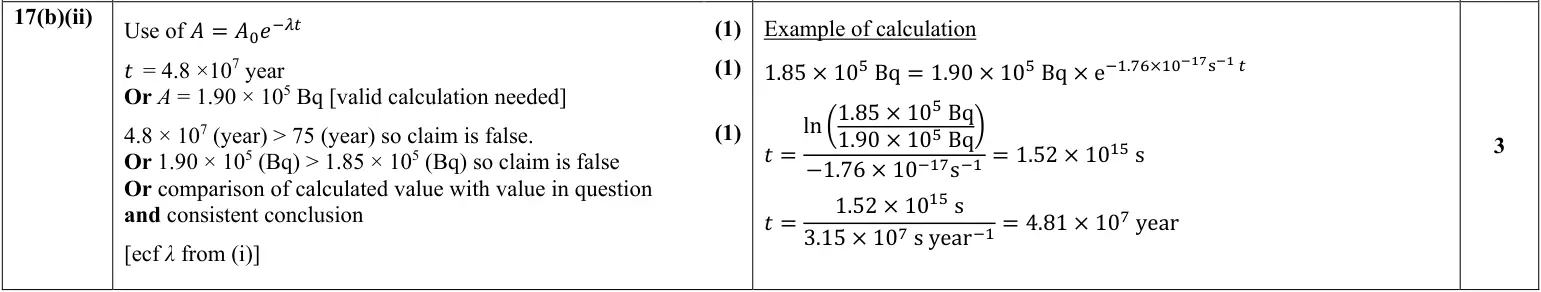 17(b)(ii)
Use of A = A₀e^−λt (1)
t = 4.8 ×10⁷ year (1)
Or A = 1.90 × 10⁵ Bq [valid calculation needed]
4.8 × 10⁷ (year) > 75 (year) so claim is false. (1)
Or 1.90 × 10⁵ (Bq) > 1.85 × 10⁵ (Bq) so claim is false
Or comparison of calculated value with value in question
and consistent conclusion
[ecf λ from (i)]
Example of calculation
1.85 × 10⁵ Bq = 1.90 × 10⁵ Bq × e^−1.76×10^−17 s^−1 t
t = ln (1.85 × 10⁵ Bq / 1.90 × 10⁵ Bq) / −1.76 × 10⁻¹⁷ s⁻¹ = 1.52 × 10¹⁵ s
t = 1.52 × 10¹⁵ s / 3.15 × 10⁷ s year⁻¹ = 4.81 × 10⁷ year
3